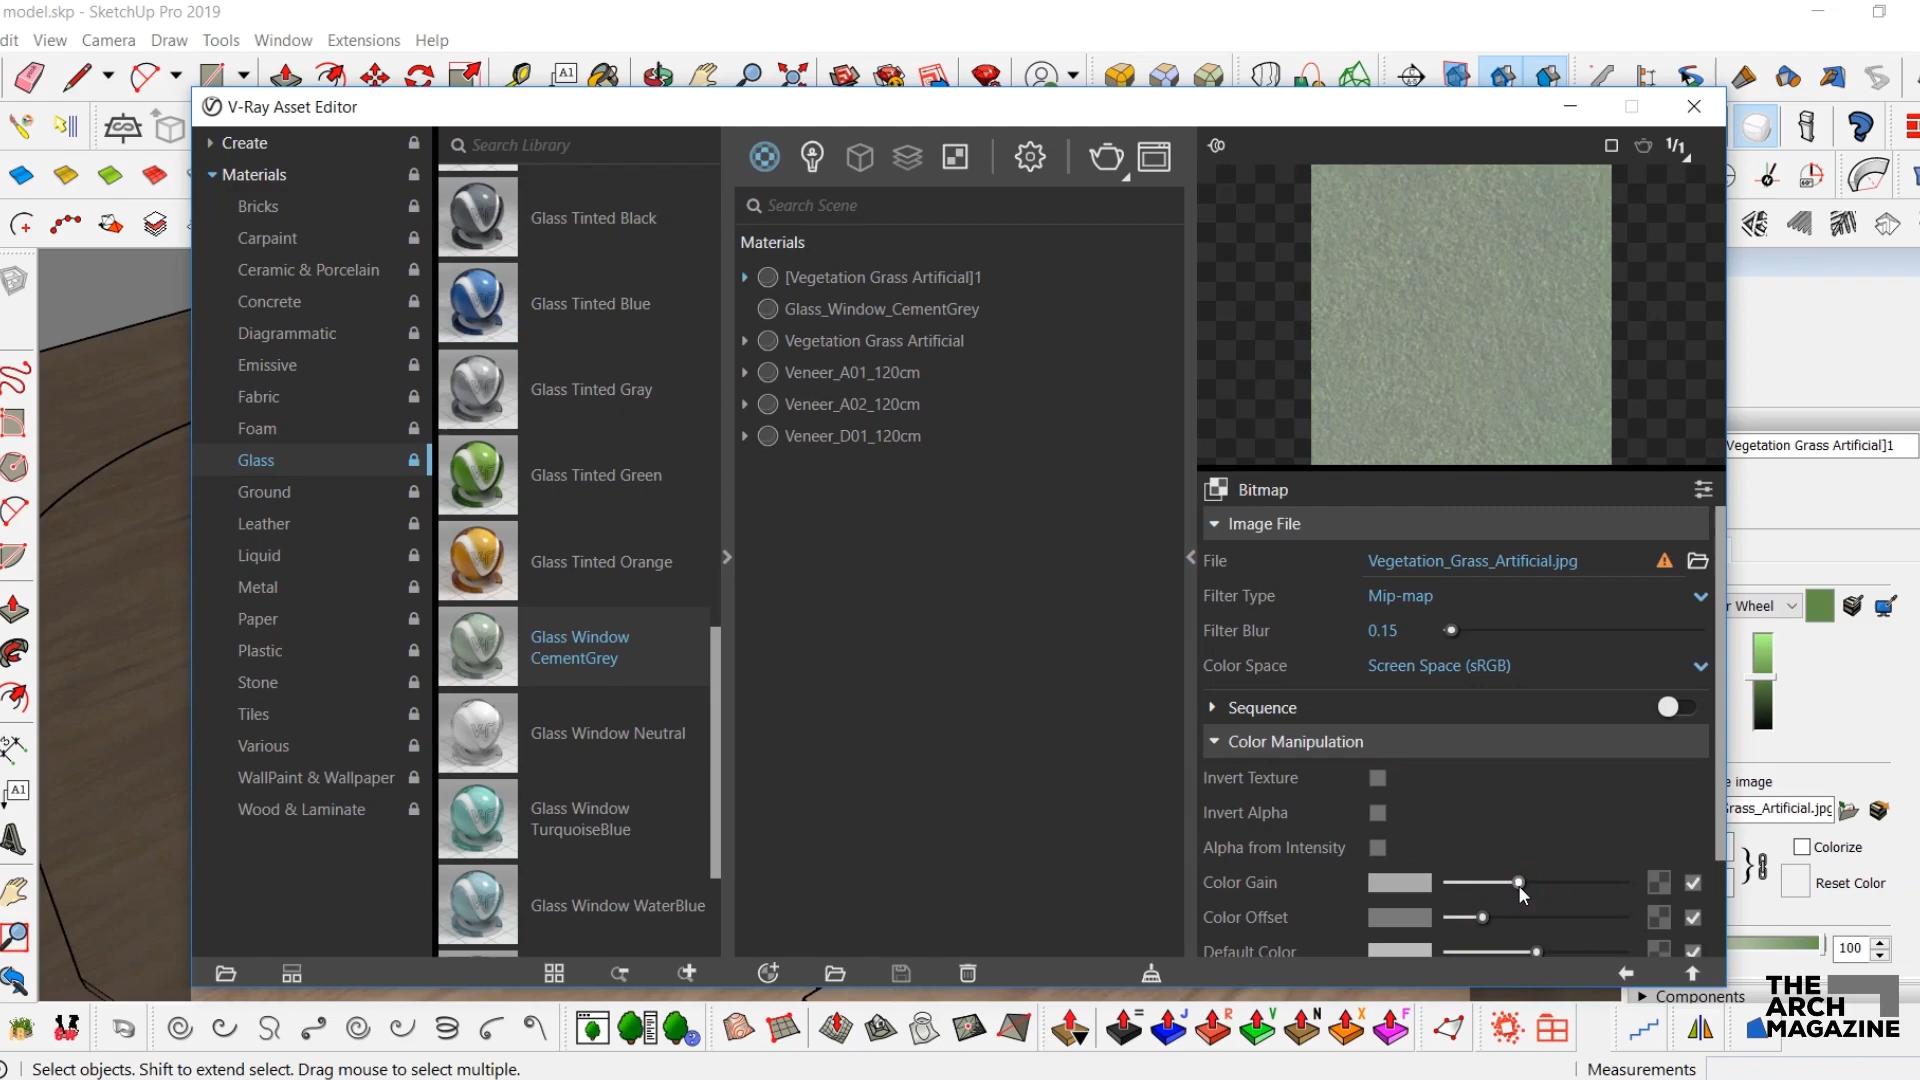 model.skp - SketchUp Pro 2019
dit View Camera Draw Tools Window Extensions Help
A1
V-Ray Asset Editor
Create
Materials
Bricks
Carpaint
Ceramic & Porcelain
Concrete
Diagrammatic
Emissive
Fabric
Foam
Glass
Ground
Leather
Liquid
Metal
Paper
Plastic
Stone
Tiles
Various
WallPaint & Wallpaper
Wood & Laminate
Search Library
Glass Tinted Black
Glass Tinted Blue
Glass Tinted Gray
Glass Tinted Green
Glass Tinted Orange
Glass Window
CementGrey
Glass Window Neutral
Glass Window
TurquoiseBlue
Glass Window WaterBlue
Search Scene
Materials
[Vegetation Grass Artificial]1
Glass_Window_CementGrey
Vegetation Grass Artificial
Veneer_A01_120cm
Veneer_A02_120cm
Veneer_D01_120cm
1/1
Bitmap
Image File
File Vegetation_Grass_Artificial.jpg
Filter Type Mip-map
Filter Blur 0.15
Color Space Screen Space (sRGB)
Sequence
Color Manipulation
Invert Texture
Invert Alpha
Alpha from Intensity
Color Gain
Color Offset
Default Color
Vegetation Grass Artificial]1
r Wheel
e image
rass_Artificial.jpg
Colorize
Reset Color
100
Components
A1
THE
ARCH
MAGAZINE
= J R V N X F
Select objects. Shift to extend select. Drag mouse to select multiple.
Measurements